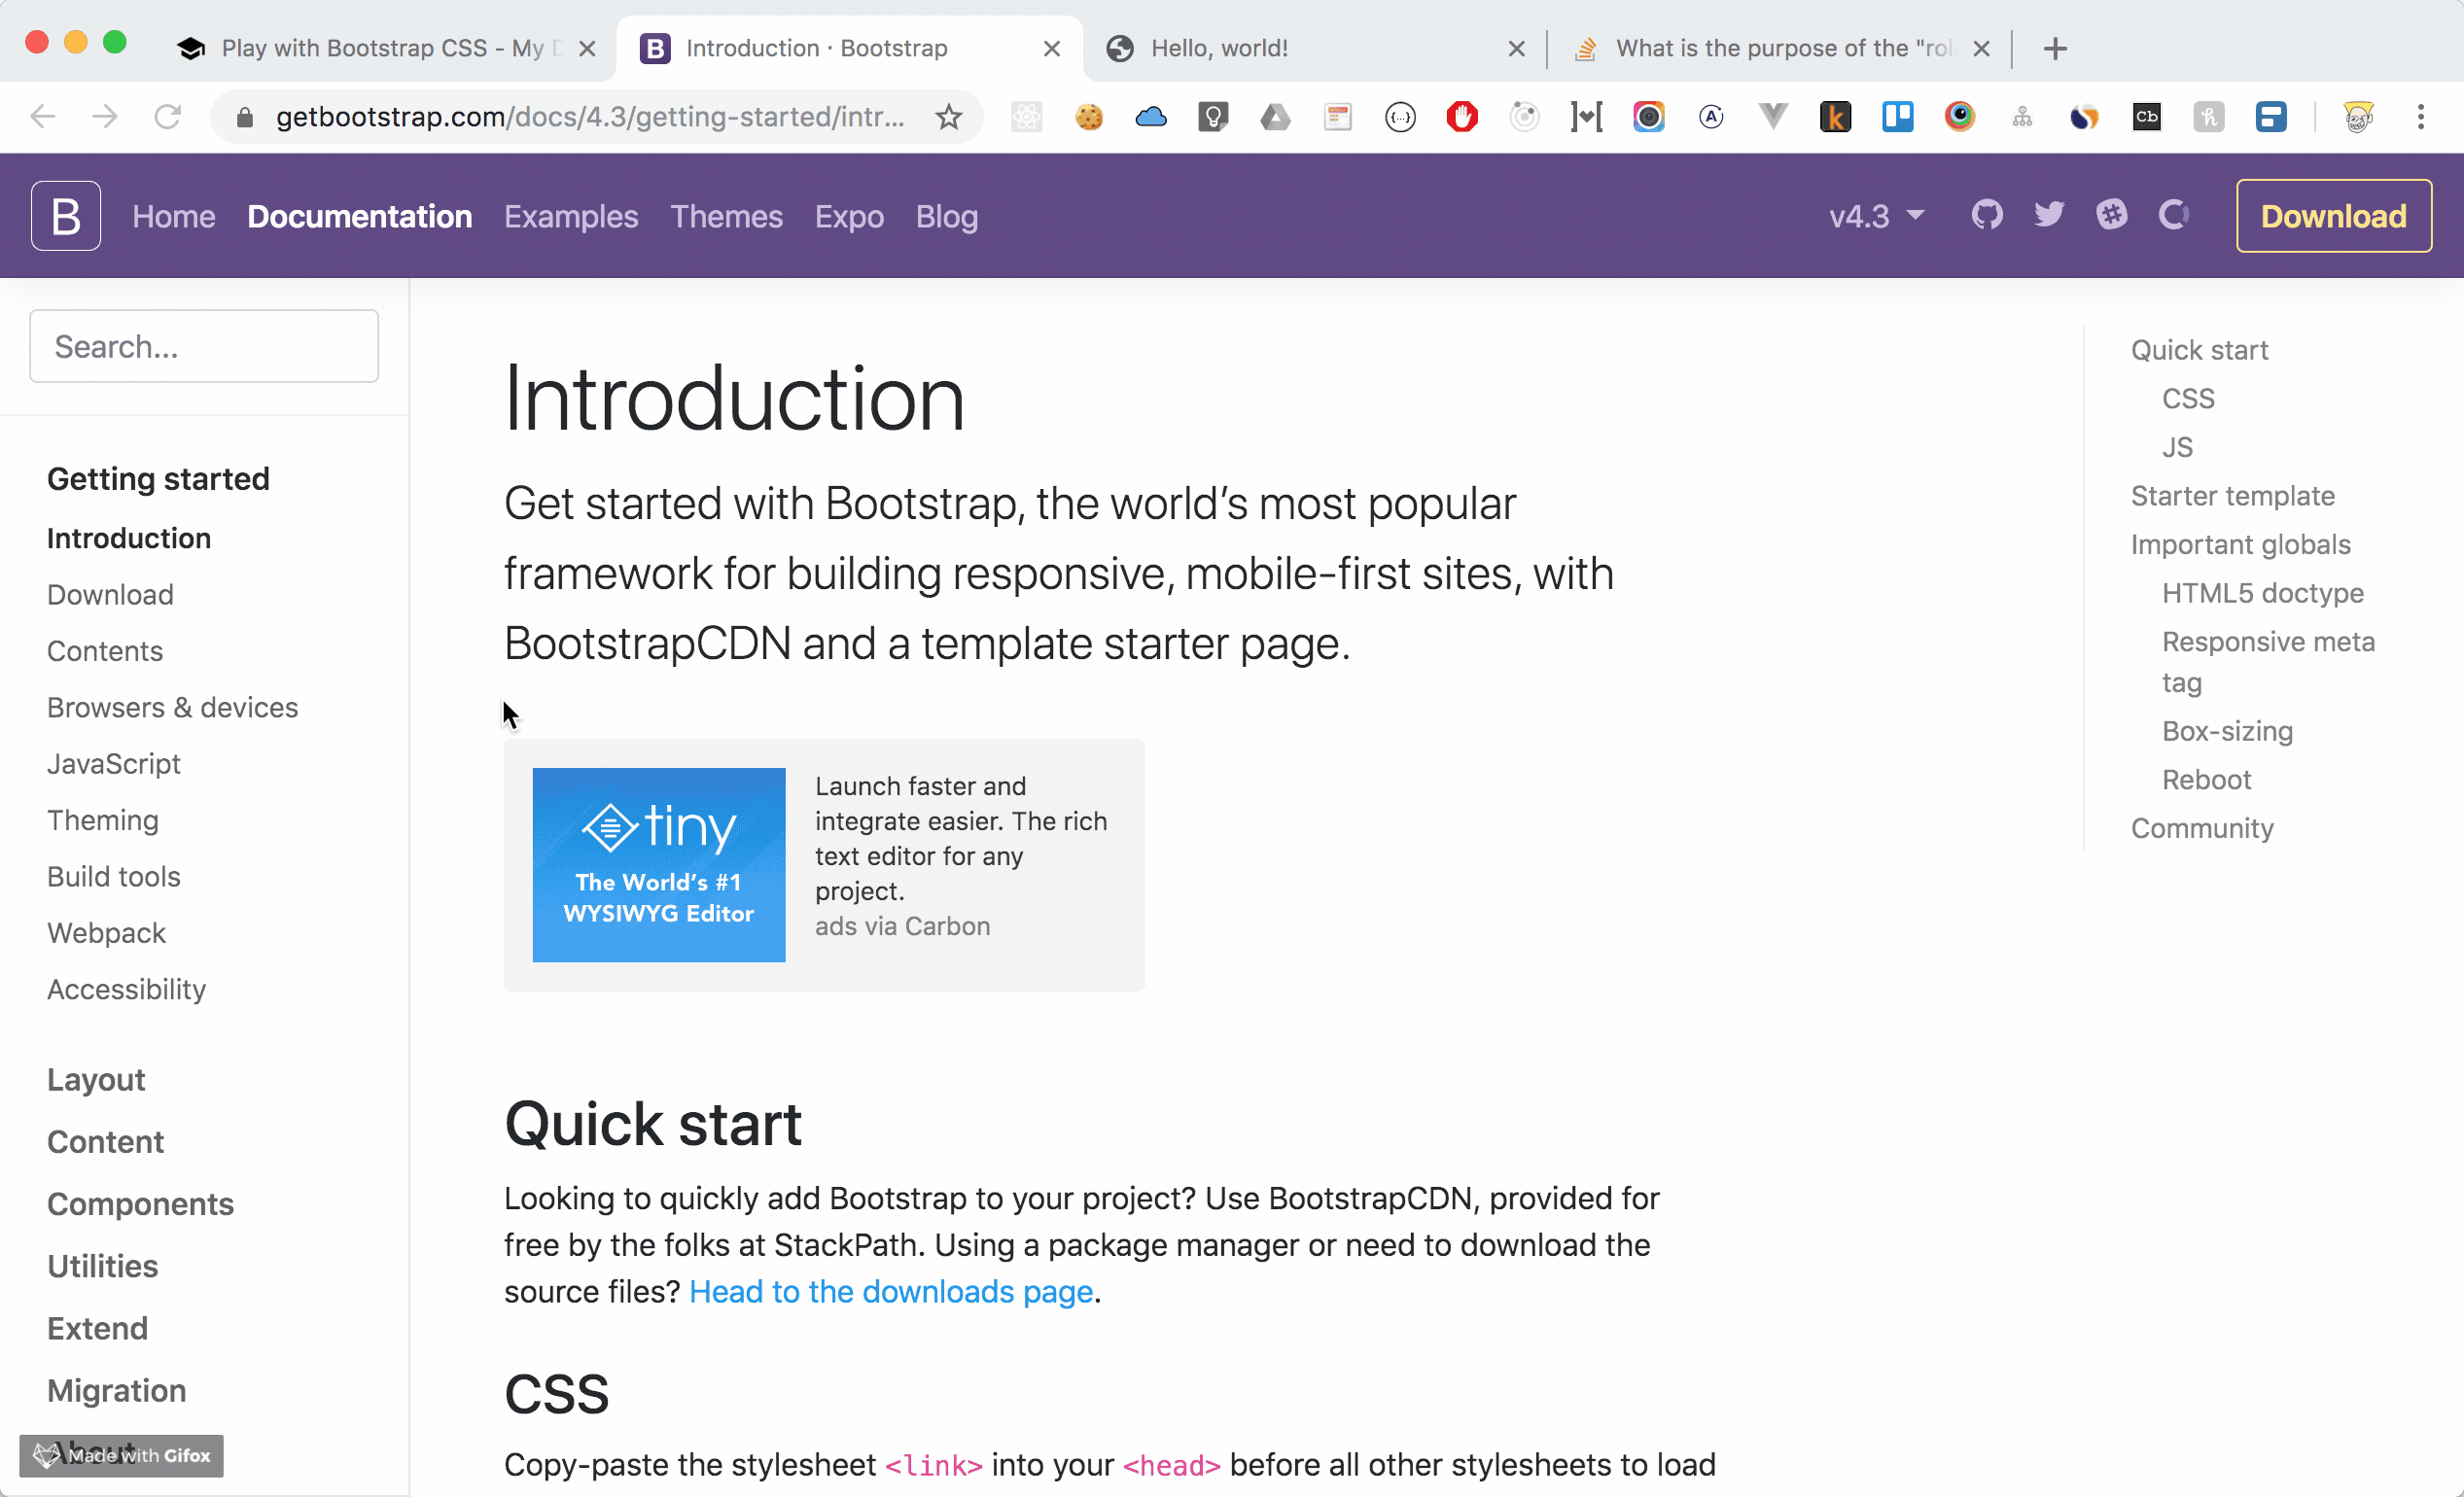 Play with Bootstrap CSS - My
Introduction · Bootstrap
Hello, world!
What is the purpose of the "rol
getbootstrap.com/docs/4.3/getting-started/intr...
B
Home
Documentation
Examples
Themes
Expo
Blog
v4.3
Download
Search...
Getting started
Introduction
Download
Contents
Browsers & devices
JavaScript
Theming
Build tools
Webpack
Accessibility
Layout
Content
Components
Utilities
Extend
Migration
About
Made with Gifox
Introduction
Get started with Bootstrap, the world’s most popular
framework for building responsive, mobile-first sites, with
BootstrapCDN and a template starter page.
tiny
The World’s #1
WYSIWYG Editor
Launch faster and
integrate easier. The rich
text editor for any
project.
ads via Carbon
Quick start
Looking to quickly add Bootstrap to your project? Use BootstrapCDN, provided for
free by the folks at StackPath. Using a package manager or need to download the
source files? Head to the downloads page.
CSS
Copy-paste the stylesheet <link> into your <head> before all other stylesheets to load
Quick start
CSS
JS
Starter template
Important globals
HTML5 doctype
Responsive meta
tag
Box-sizing
Reboot
Community